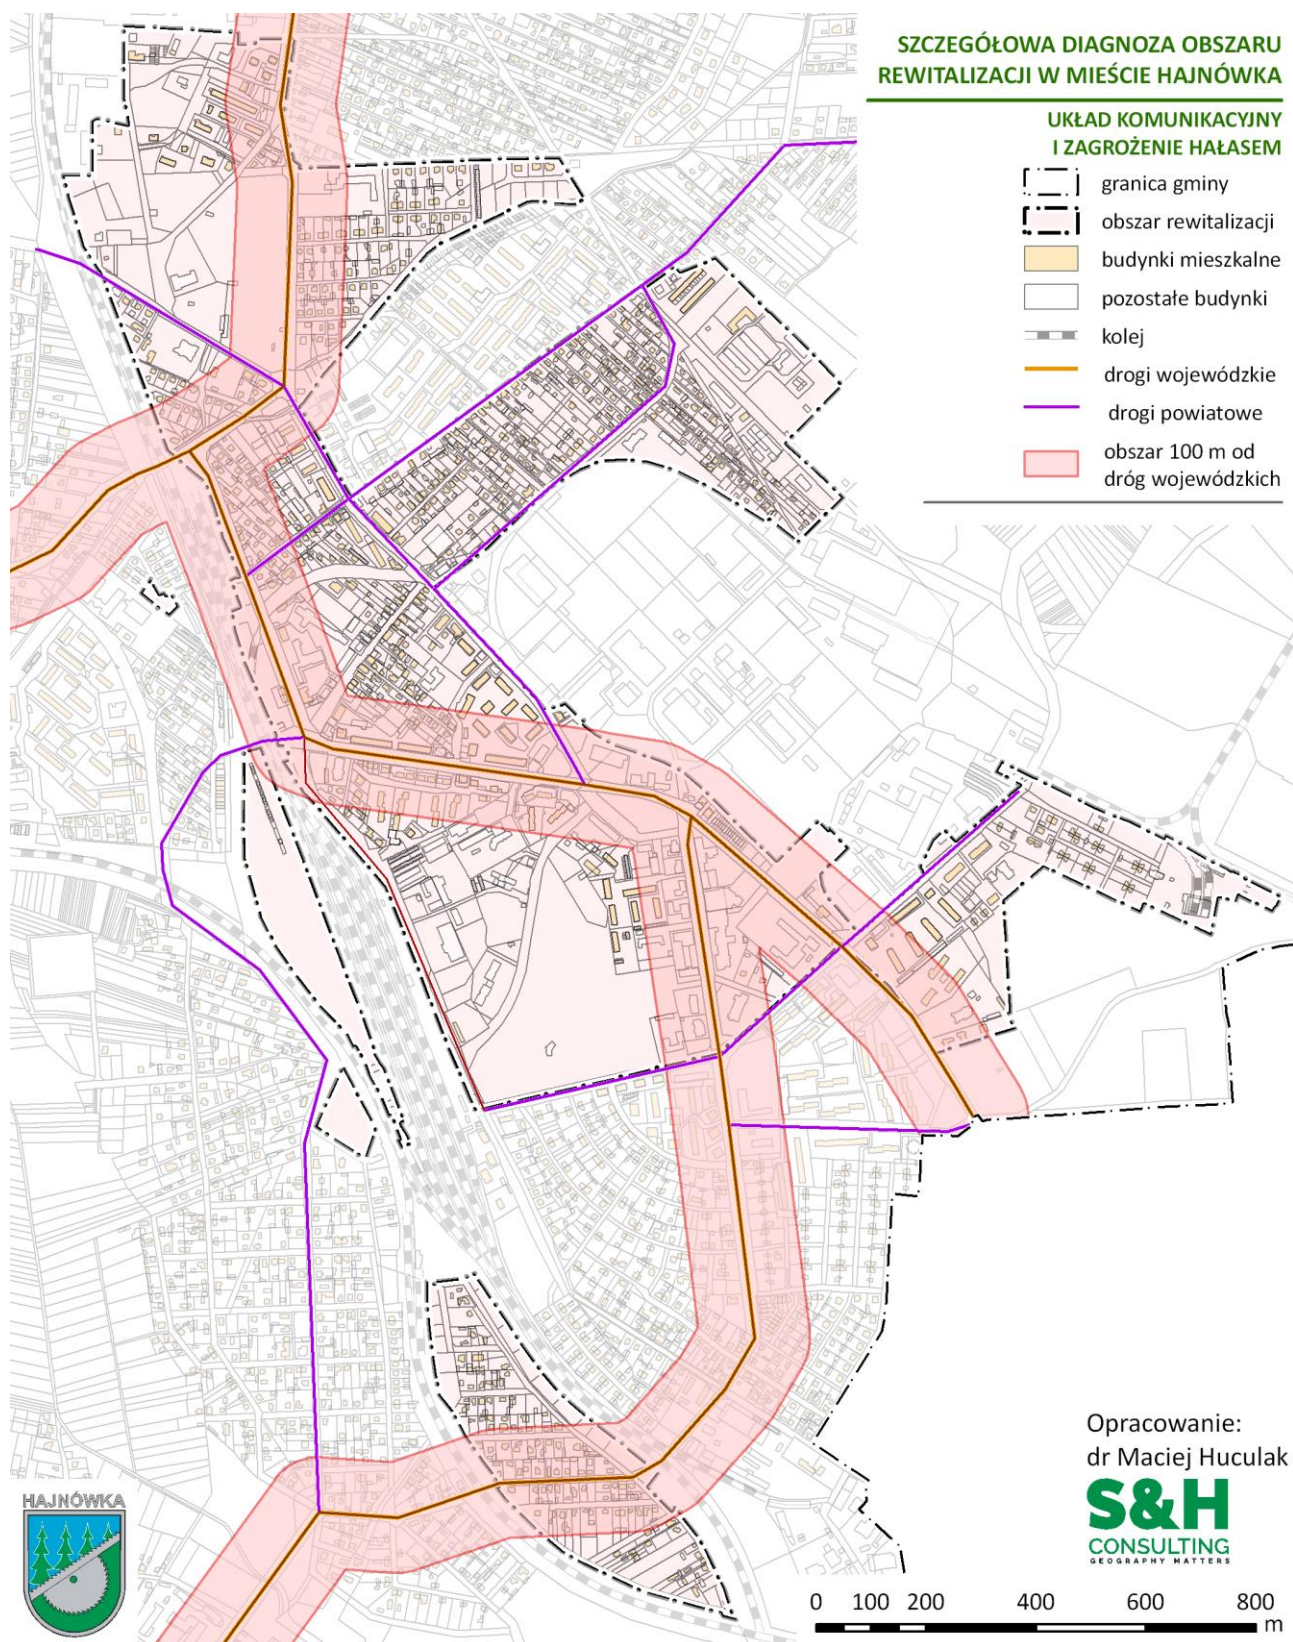 SZCZEGÓŁOWA DIAGNOZA OBSZARU
REWITALIZACJI W MIEŚCIE HAJNÓWKA
UKŁAD KOMUNIKACYJNY
I ZAGROŻENIE HAŁASEM
granica gminy
obszar rewitalizacji
budynki mieszkalne
pozostałe budynki
kolej
drogi wojewódzkie
drogi powiatowe
obszar 100 m od
dróg wojewódzkich
Opracowanie:
dr Maciej Huculak
S&H
CONSULTING
GEOGRAPHY MATTERS
HAJNÓWKA
0 100 200 400 600 800
m